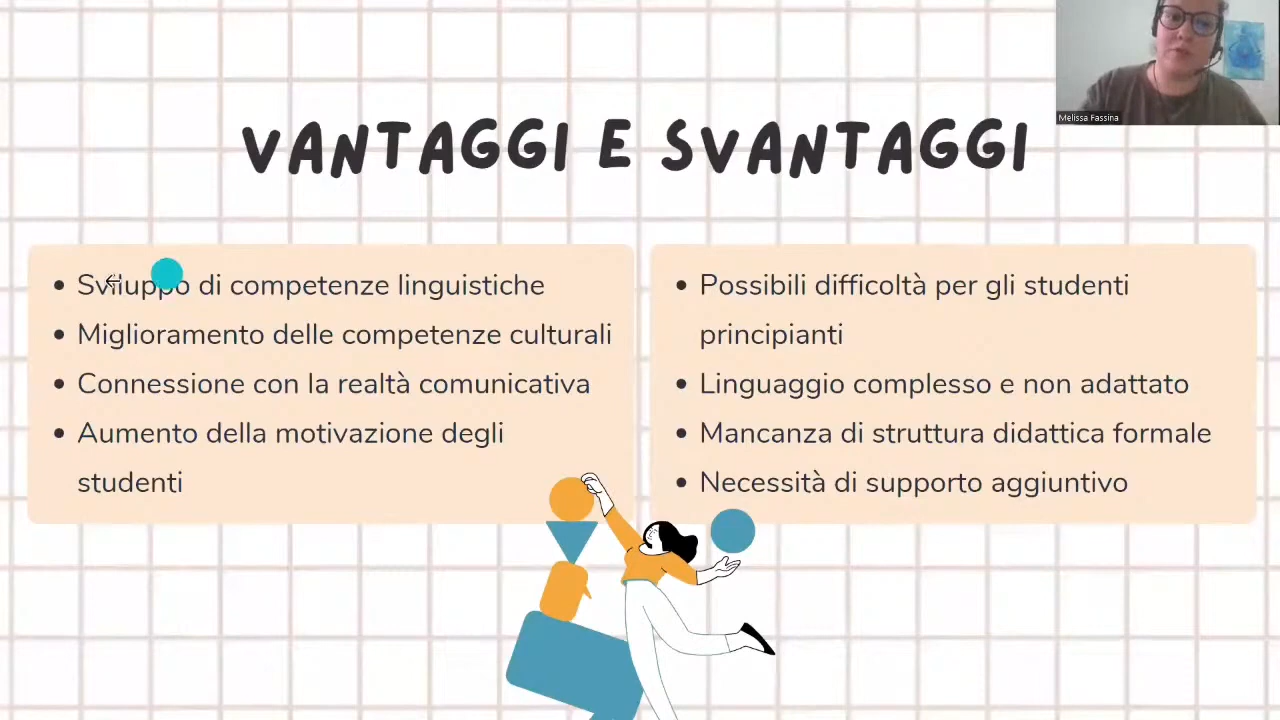 Melissa Fassina
VANTAGGI E SVANTAGGI
• Sviluppo di competenze linguistiche
• Miglioramento delle competenze culturali
• Connessione con la realtà comunicativa
• Aumento della motivazione degli
studenti
• Possibili difficoltà per gli studenti
principianti
• Linguaggio complesso e non adattato
• Mancanza di struttura didattica formale
• Necessità di supporto aggiuntivo